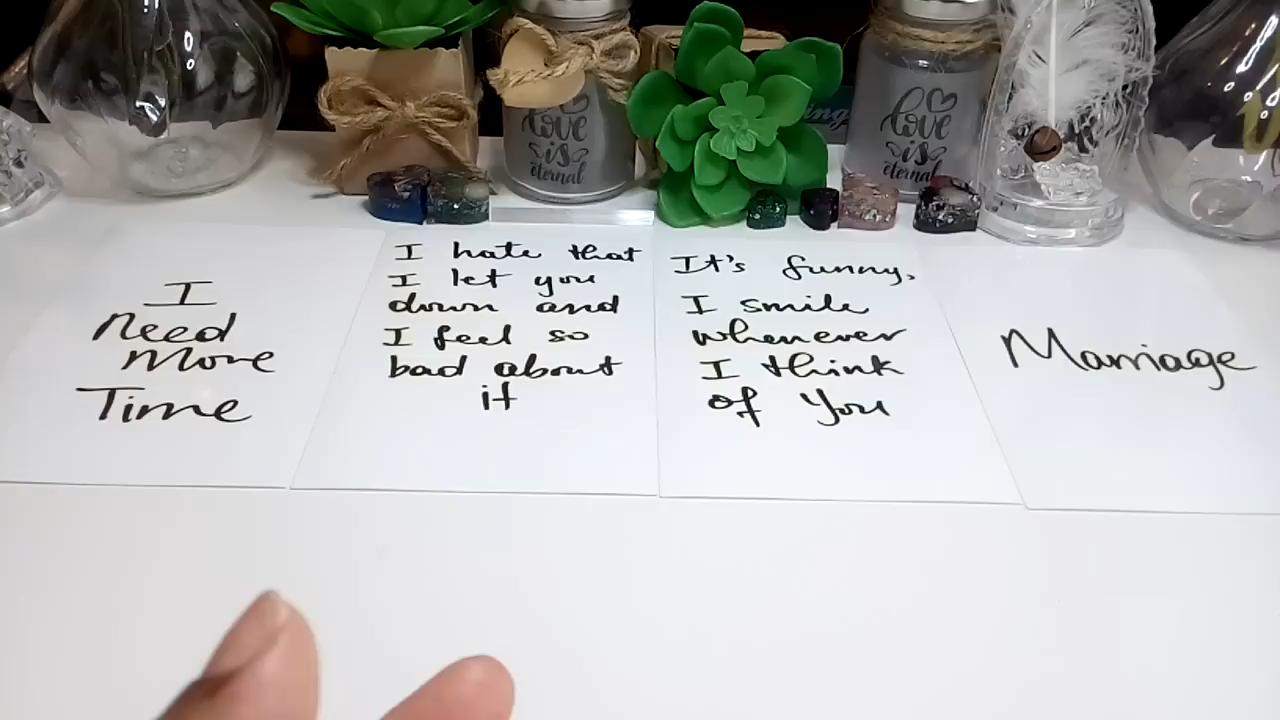 love
is
eternal
ing
love
is
eternal
I
Need
More
Time
I hate that
I let you
down and
I feel so
bad about
it
It's funny,
I smile
whenever
I think
of You
Marriage